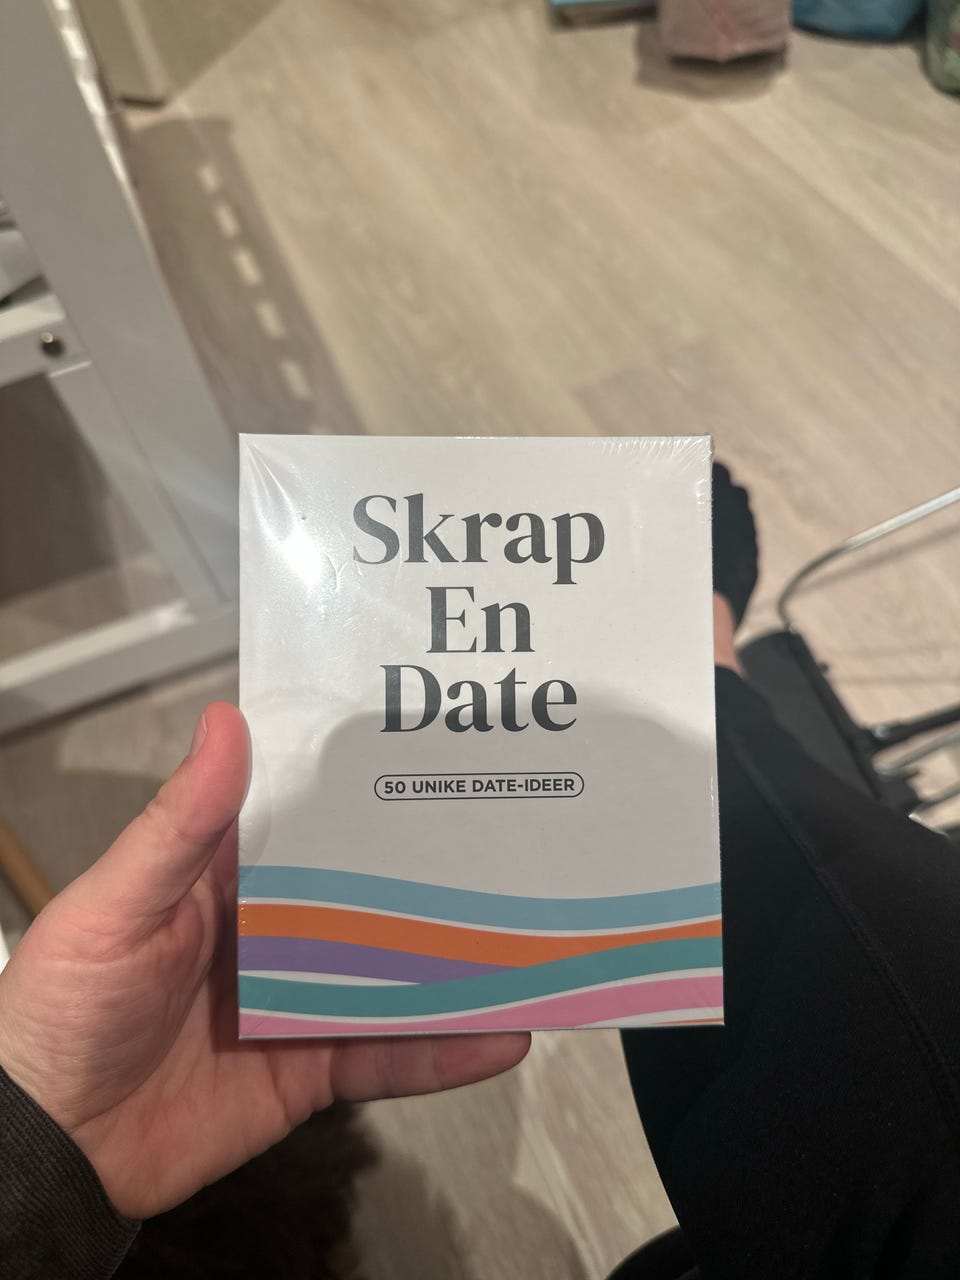 Skrap
En
Date
50 UNIKE DATE-IDEER